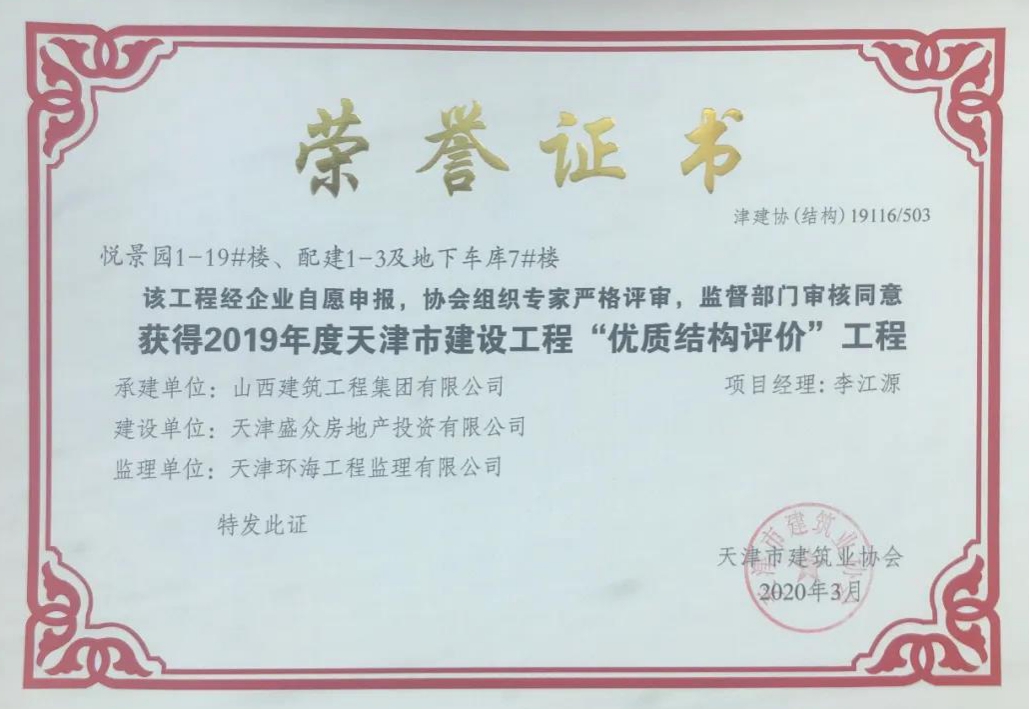 荣誉证书
津建协(结构)19116/503
悦景园1-19#楼、配建1-3及地下车库7#楼
该工程经企业自愿申报，协会组织专家严格评审，监督部门审核同意
获得2019年度天津市建设工程“优质结构评价”工程
承建单位：山西建筑工程集团有限公司 项目经理：李江源
建设单位：天津盛众房地产投资有限公司
监理单位：天津环海工程监理有限公司
特发此证
天津市建筑业协会
天津市建筑业协会
2020年3月